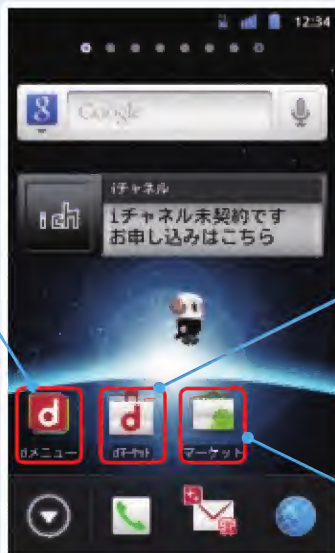 12:34
8
Google
ich
iチャネル
iチャネル未契約です
お申し込みはこちら
d
d
dメニュー
dマーケット
マーケット